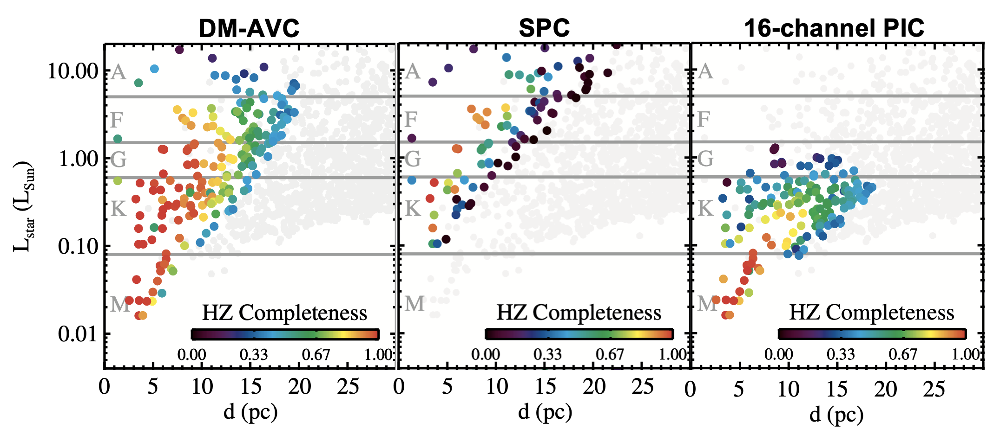 DM-AVC SPC 16-channel PIC
10.00 A A A
F F F
1.00 G G G
K K K
0.10
M M M
HZ Completeness HZ Completeness HZ Completeness
0.01
0.00 0.33 0.67 1.00 0.00 0.33 0.67 1.00 0.00 0.33 0.67 1.00
0 5 10 15 20 25 0 5 10 15 20 25 0 5 10 15 20 25
d (pc) d (pc) d (pc)
Lstar (LSun)